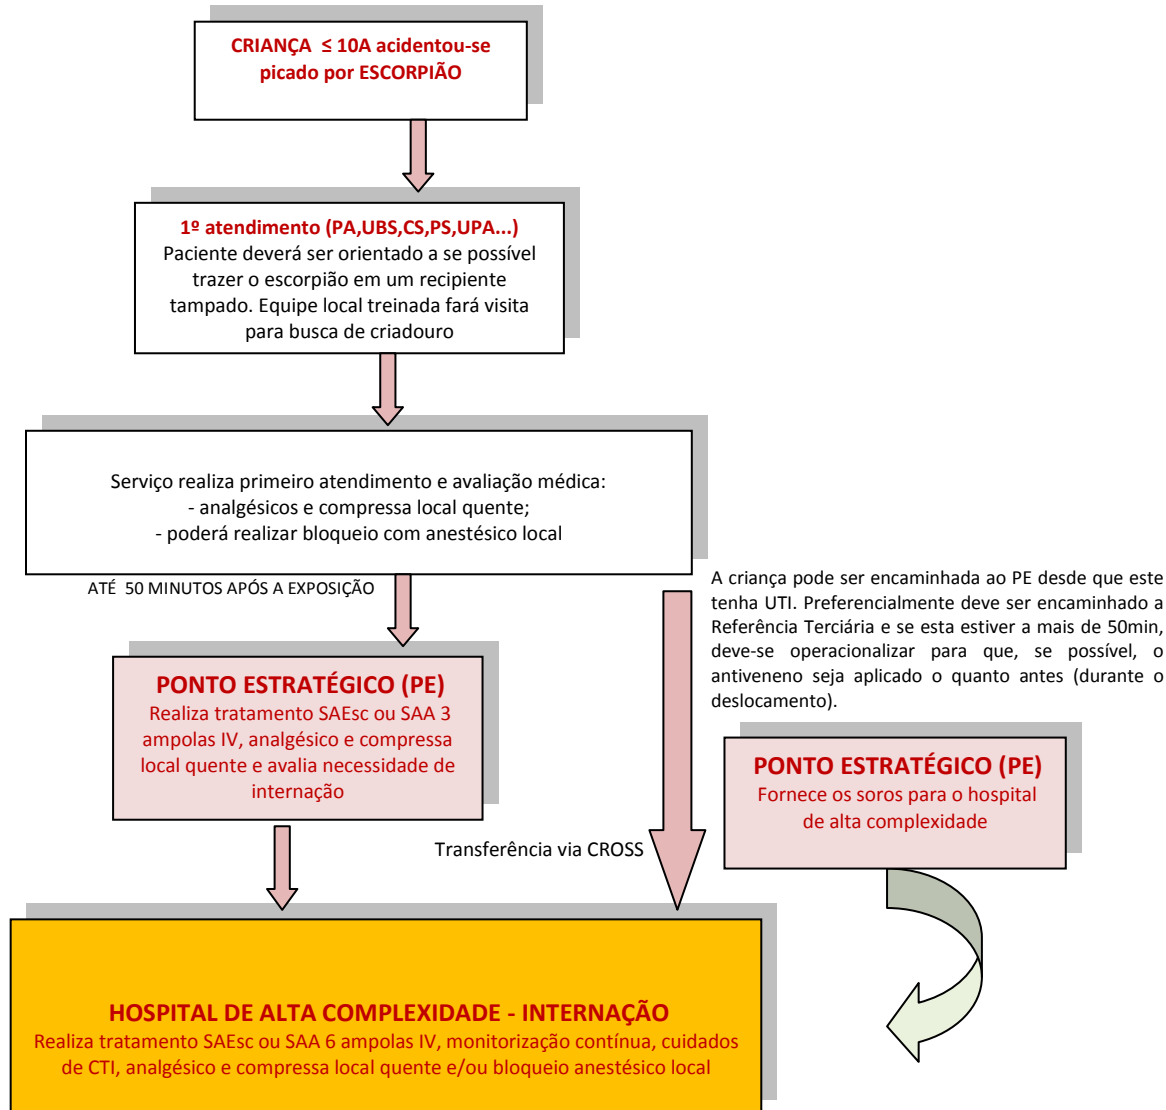 CRIANÇA ≤ 10A acidentou-se
picado por ESCORPIÃO
1º atendimento (PA,UBS,CS,PS,UPA...)
Paciente deverá ser orientado a se possível
trazer o escorpião em um recipiente
tampado. Equipe local treinada fará visita
para busca de criadouro
Serviço realiza primeiro atendimento e avaliação médica:
- analgésicos e compressa local quente;
- poderá realizar bloqueio com anestésico local
ATÉ 50 MINUTOS APÓS A EXPOSIÇÃO
A criança pode ser encaminhada ao PE desde que este
tenha UTI. Preferencialmente deve ser encaminhado a
Referência Terciária e se esta estiver a mais de 50min,
deve-se operacionalizar para que, se possível, o
antiveneno seja aplicado o quanto antes (durante o
deslocamento).
PONTO ESTRATÉGICO (PE)
Realiza tratamento SAEsc ou SAA 3
ampolas IV, analgésico e compressa
local quente e avalia necessidade de
internação
PONTO ESTRATÉGICO (PE)
Fornece os soros para o hospital
de alta complexidade
Transferência via CROSS
HOSPITAL DE ALTA COMPLEXIDADE - INTERNAÇÃO
Realiza tratamento SAEsc ou SAA 6 ampolas IV, monitorização contínua, cuidados
de CTI, analgésico e compressa local quente e/ou bloqueio anestésico local